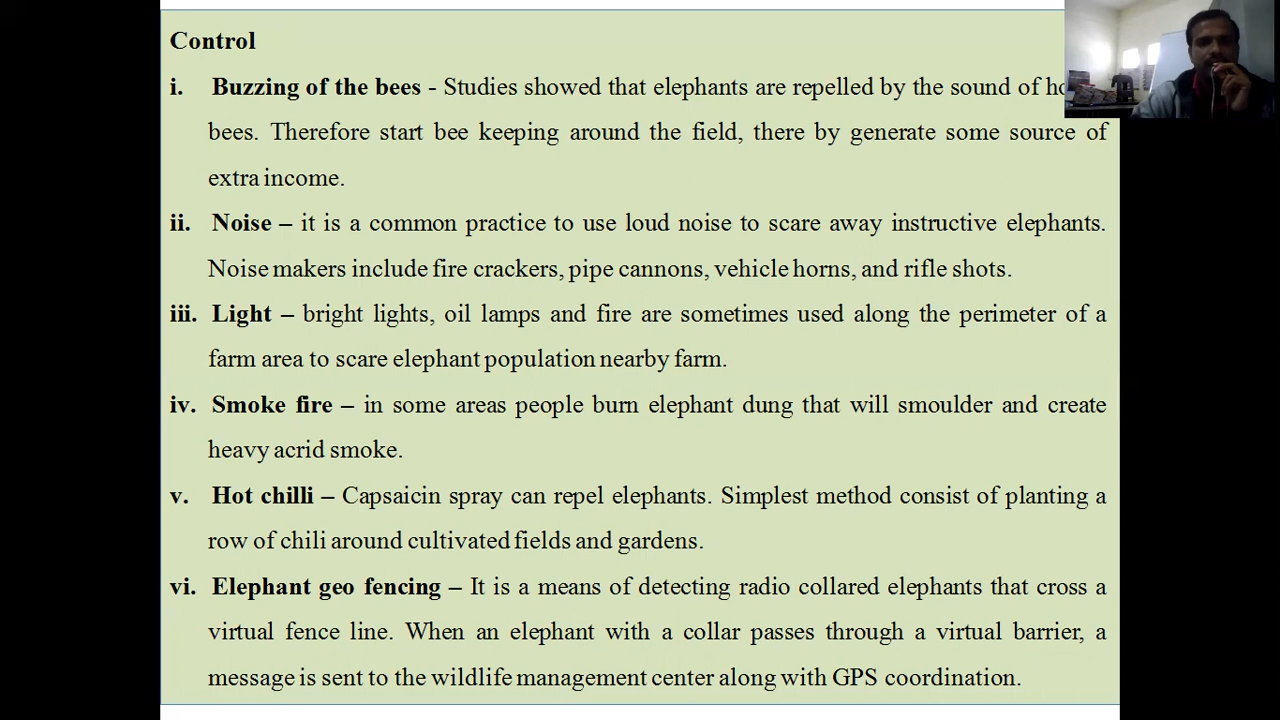 Control
i. Buzzing of the bees - Studies showed that elephants are repelled by the sound of
bees. Therefore start bee keeping around the field, there by generate some source of
extra income.
ii. Noise – it is a common practice to use loud noise to scare away instructive elephants.
Noise makers include fire crackers, pipe cannons, vehicle horns, and rifle shots.
iii. Light – bright lights, oil lamps and fire are sometimes used along the perimeter of a
farm area to scare elephant population nearby farm.
iv. Smoke fire – in some areas people burn elephant dung that will smoulder and create
heavy acrid smoke.
v. Hot chilli – Capsaicin spray can repel elephants. Simplest method consist of planting a
row of chili around cultivated fields and gardens.
vi. Elephant geo fencing – It is a means of detecting radio collared elephants that cross a
virtual fence line. When an elephant with a collar passes through a virtual barrier, a
message is sent to the wildlife management center along with GPS coordination.